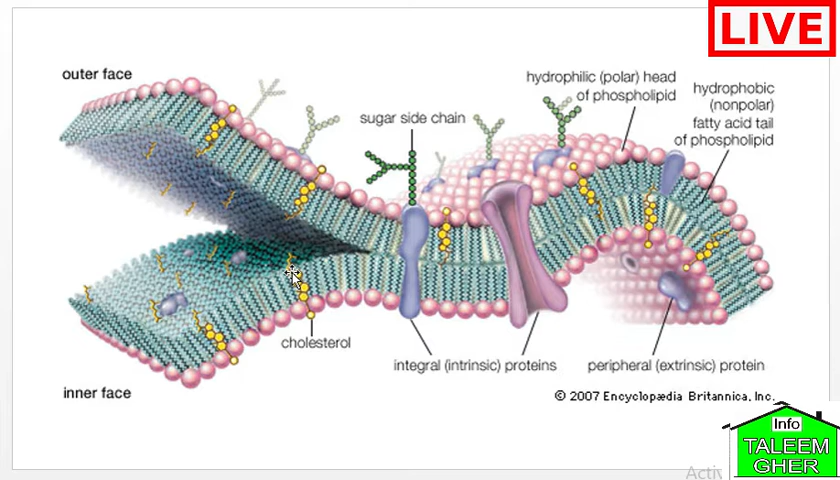 LIVE
outer face
hydrophilic (polar) head
of phospholipid
hydrophobic
(nonpolar)
fatty acid tail
of phospholipid
sugar side chain
cholesterol
integral (intrinsic) proteins
peripheral (extrinsic) protein
inner face
© 2007 Encyclopædia Britannica, Inc.
Info
TALEEM
GHER
Activ